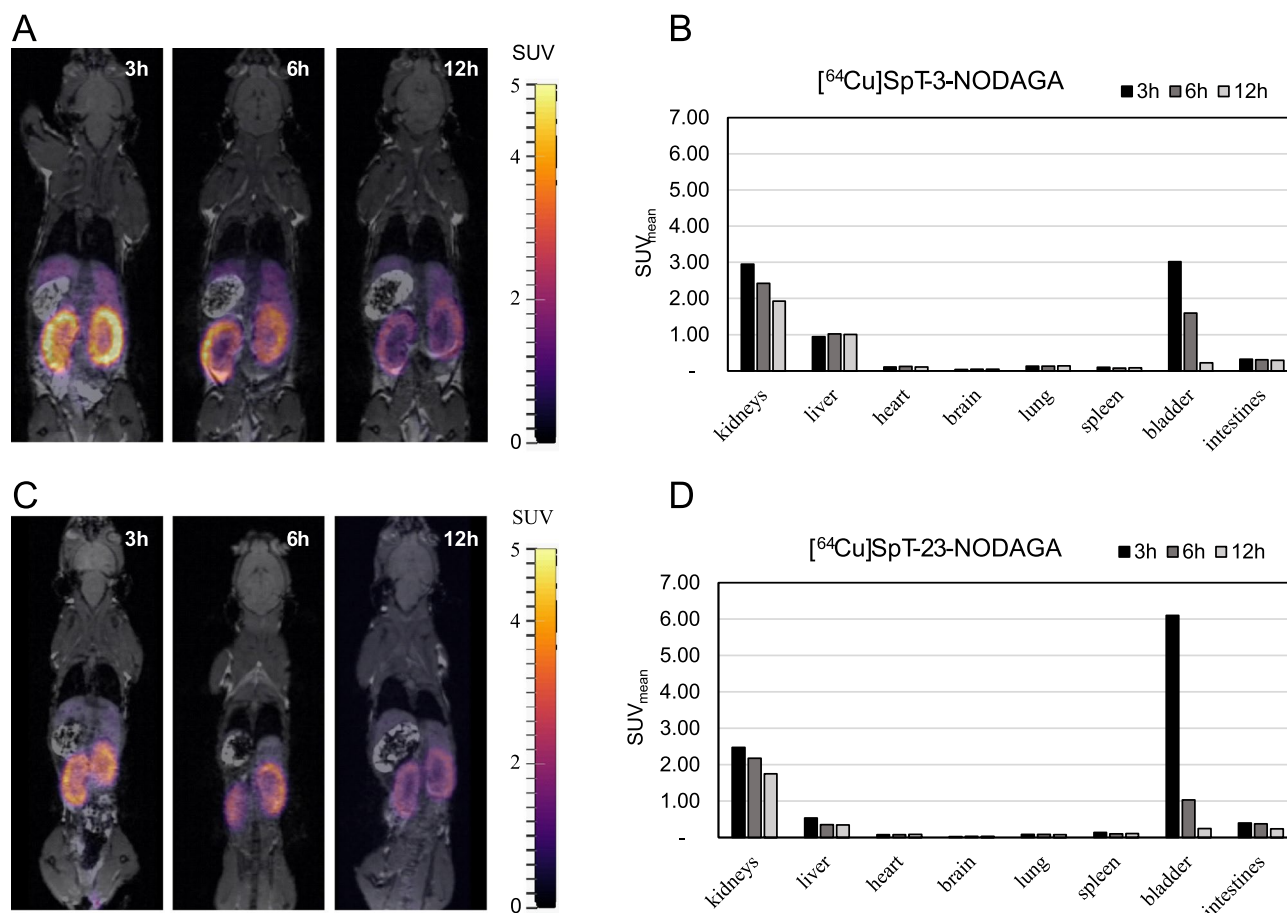 A
3h
6h
12h
SUV
5
4
2
0
B
[⁶⁴Cu]SpT-3-NODAGA
3h 6h 12h
7.00
6.00
5.00
4.00
3.00
2.00
1.00
-
SUVmean
kidneys
liver
heart
brain
lung
spleen
bladder
intestines
C
3h
6h
12h
SUV
5
4
2
0
D
[⁶⁴Cu]SpT-23-NODAGA
3h 6h 12h
7.00
6.00
5.00
4.00
3.00
2.00
1.00
-
SUVmean
kidneys
liver
heart
brain
lung
spleen
bladder
intestines